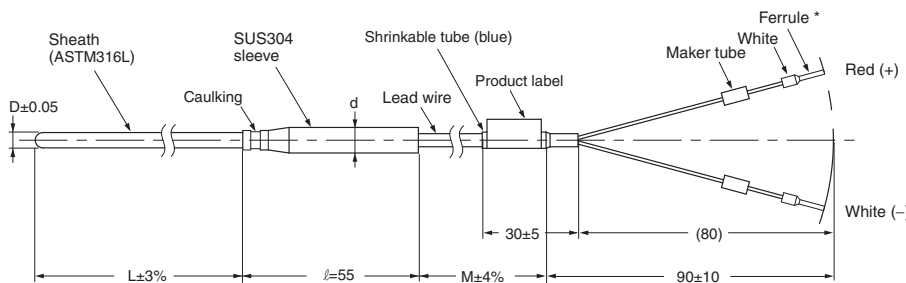 Ferrule *
White
Maker tube
Red (+)
Sheath
(ASTM316L)
SUS304
sleeve
Shrinkable tube (blue)
Product label
D±0.05
Caulking
d
Lead wire
White (–)
30±5
(80)
L±3%
ℓ=55
M±4%
90±10